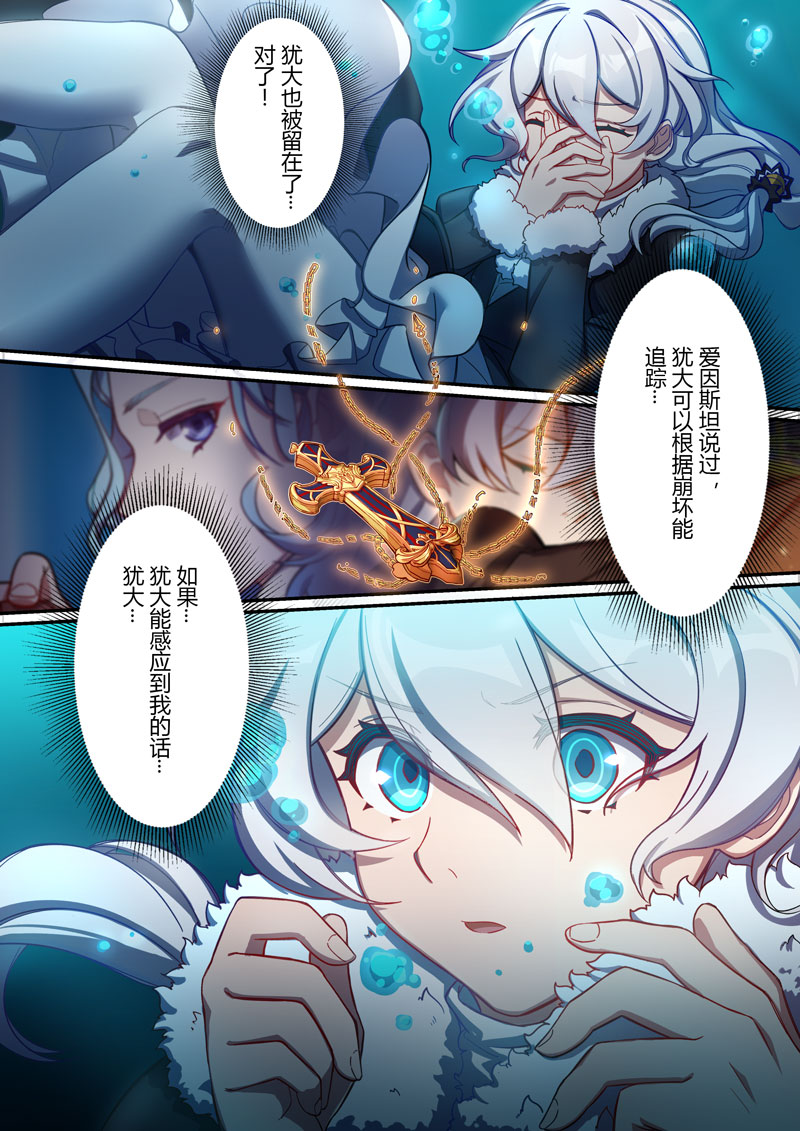 犹大也被留在了…
对了！
爱因斯坦说过，
犹大可以根据崩坏能
追踪…
如果…
犹大能感应到我的话…
犹大…